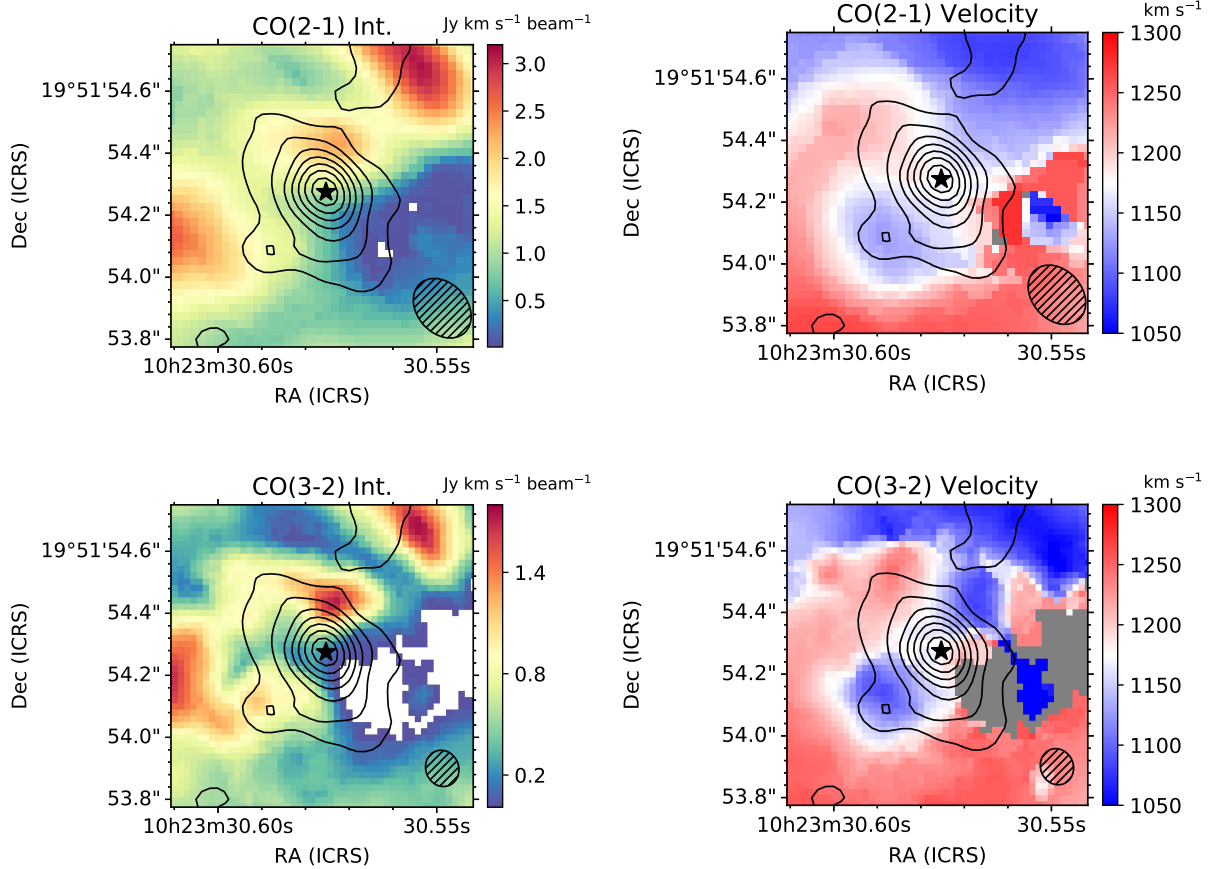 CO(2-1) Int.
Jy km s⁻¹ beam⁻¹
3.0
2.5
2.0
1.5
1.0
0.5
19°51'54.6"
54.4"
54.2"
54.0"
53.8"
Dec (ICRS)
10h23m30.60s
30.55s
RA (ICRS)
CO(2-1) Velocity
km s⁻¹
1300
1250
1200
1150
1100
1050
19°51'54.6"
54.4"
54.2"
54.0"
53.8"
Dec (ICRS)
10h23m30.60s
30.55s
RA (ICRS)
CO(3-2) Int.
Jy km s⁻¹ beam⁻¹
1.4
0.8
0.2
19°51'54.6"
54.4"
54.2"
54.0"
53.8"
Dec (ICRS)
10h23m30.60s
30.55s
RA (ICRS)
CO(3-2) Velocity
km s⁻¹
1300
1250
1200
1150
1100
1050
19°51'54.6"
54.4"
54.2"
54.0"
53.8"
Dec (ICRS)
10h23m30.60s
30.55s
RA (ICRS)